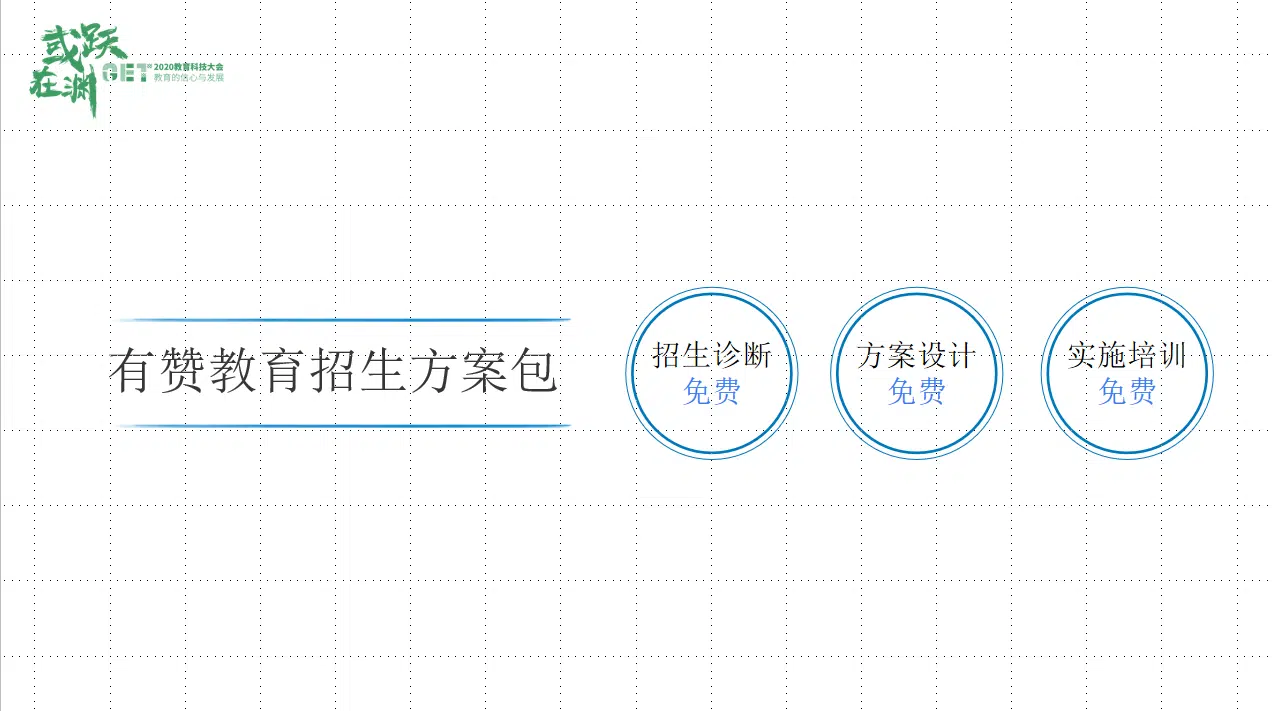 或跃
在渊
GET® 2020教育科技大会
教育的信心与发展
有赞教育招生方案包
招生诊断
免费
方案设计
免费
实施培训
免费